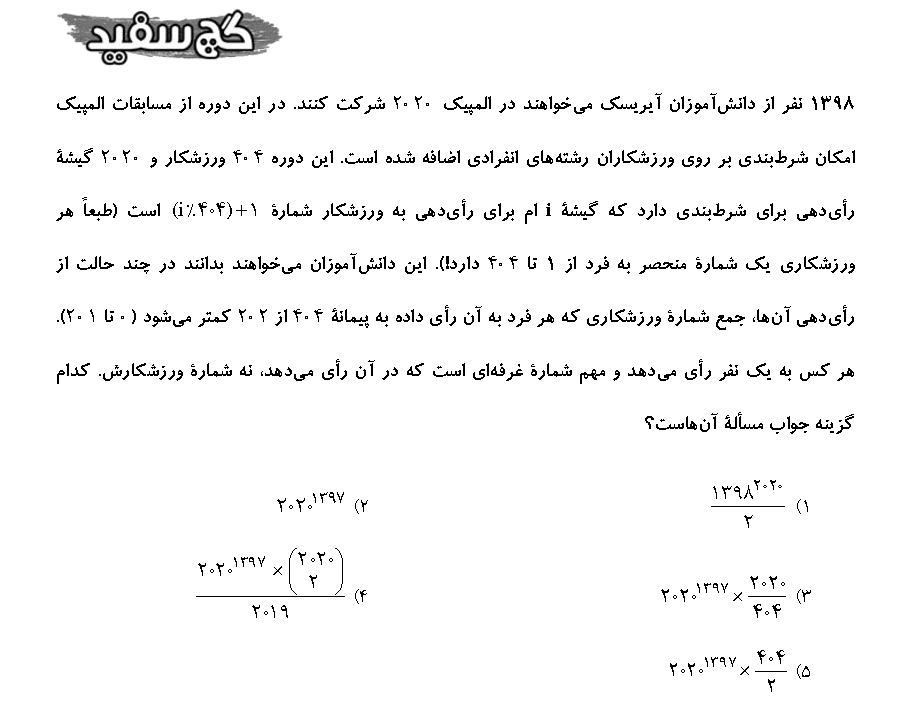 گچ سفید
۱۳۹۸ نفر از دانش‌آموزان آیریسک می‌خواهند در المپیک ۲۰۲۰ شرکت کنند. در این دوره از مسابقات المپیک
امکان شرط‌بندی بر روی ورزشکاران رشته‌های انفرادی اضافه شده است. این دوره ۴۰۴ ورزشکار و ۲۰۲۰ گیشهٔ
رأی‌دهی برای شرط‌بندی دارد که گیشهٔ i ام برای رأی‌دهی به ورزشکار شمارهٔ (i٪۴۰۴)+۱ است (طبعاً هر
ورزشکاری یک شمارهٔ منحصر به فرد از ۱ تا ۴۰۴ دارد!). این دانش‌آموزان می‌خواهند بدانند در چند حالت از
رأی‌دهی آن‌ها، جمع شمارهٔ ورزشکاری که هر فرد به آن رأی داده به پیمانهٔ ۴۰۴ از ۲۰۲ کمتر می‌شود (۰ تا ۲۰۱).
هر کس به یک نفر رأی می‌دهد و مهم شمارهٔ غرفه‌ای است که در آن رأی می‌دهد، نه شمارهٔ ورزشکارش. کدام
گزینه جواب مسألهٔ آن‌هاست؟
۱) \frac{۱۳۹۸^{۲۰۲۰}}{۲}
۲) ۲۰۲۰^{۱۳۹۷}
۳) ۲۰۲۰^{۱۳۹۷} × \frac{۲۰۲۰}{۴۰۴}
۴) \frac{۲۰۲۰^{۱۳۹۷} × \binom{۲۰۲۰}{۲}}{۲۰۱۹}
۵) ۲۰۲۰^{۱۳۹۷} × \frac{۴۰۴}{۲}